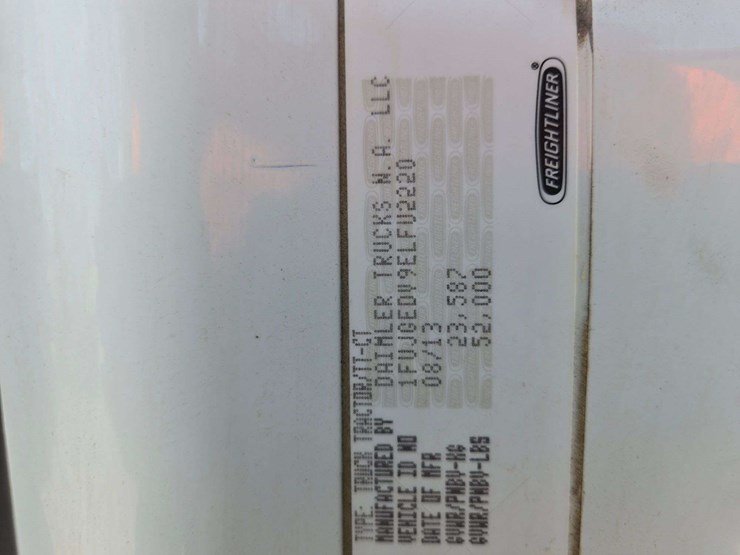 FREIGHTLINER
TYPE: TRUCK TRACTOR/TT-CT
MANUFACTURED BY DAIMLER TRUCKS N.A. LLC
VEHICLE ID NO 1FUJGEDV9ELFU2220
DATE OF MFR 08/13
GVWR/PNBV-KG 23,587
GVWR/PNBV-LBS 52,000